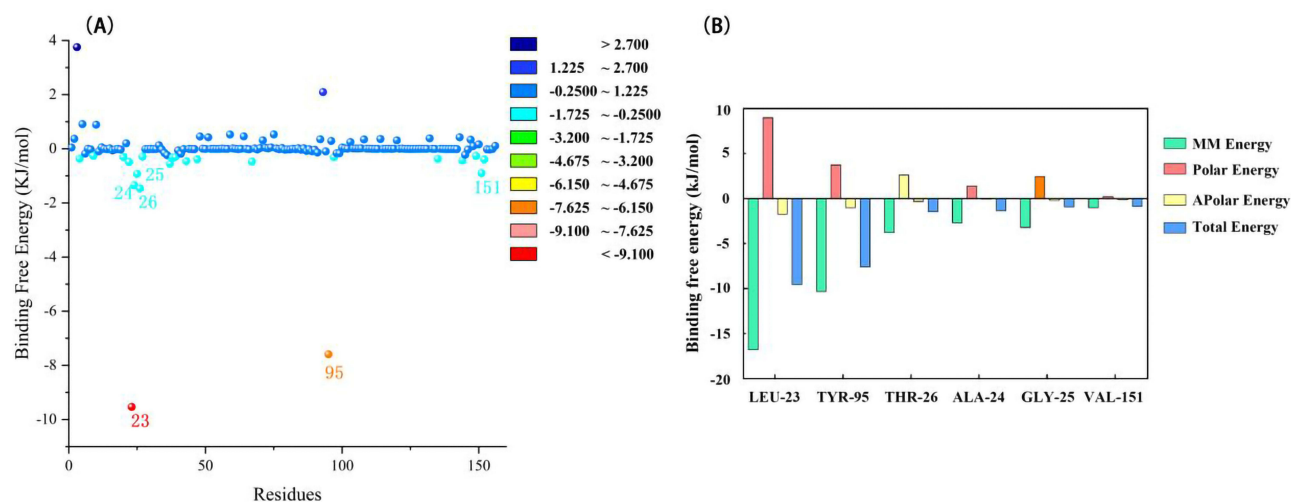 (A)
Binding Free Energy (KJ/mol)
4
2
0
-2
-4
-6
-8
-10
0
50
100
150
Residues
24
25
26
151
95
23
> 2.700
1.225 ~ 2.700
-0.2500 ~ 1.225
-1.725 ~ -0.2500
-3.200 ~ -1.725
-4.675 ~ -3.200
-6.150 ~ -4.675
-7.625 ~ -6.150
-9.100 ~ -7.625
< -9.100
(B)
Binding free energy (kJ/mol)
10
5
0
-5
-10
-15
-20
LEU-23
TYR-95
THR-26
ALA-24
GLY-25
VAL-151
MM Energy
Polar Energy
APolar Energy
Total Energy